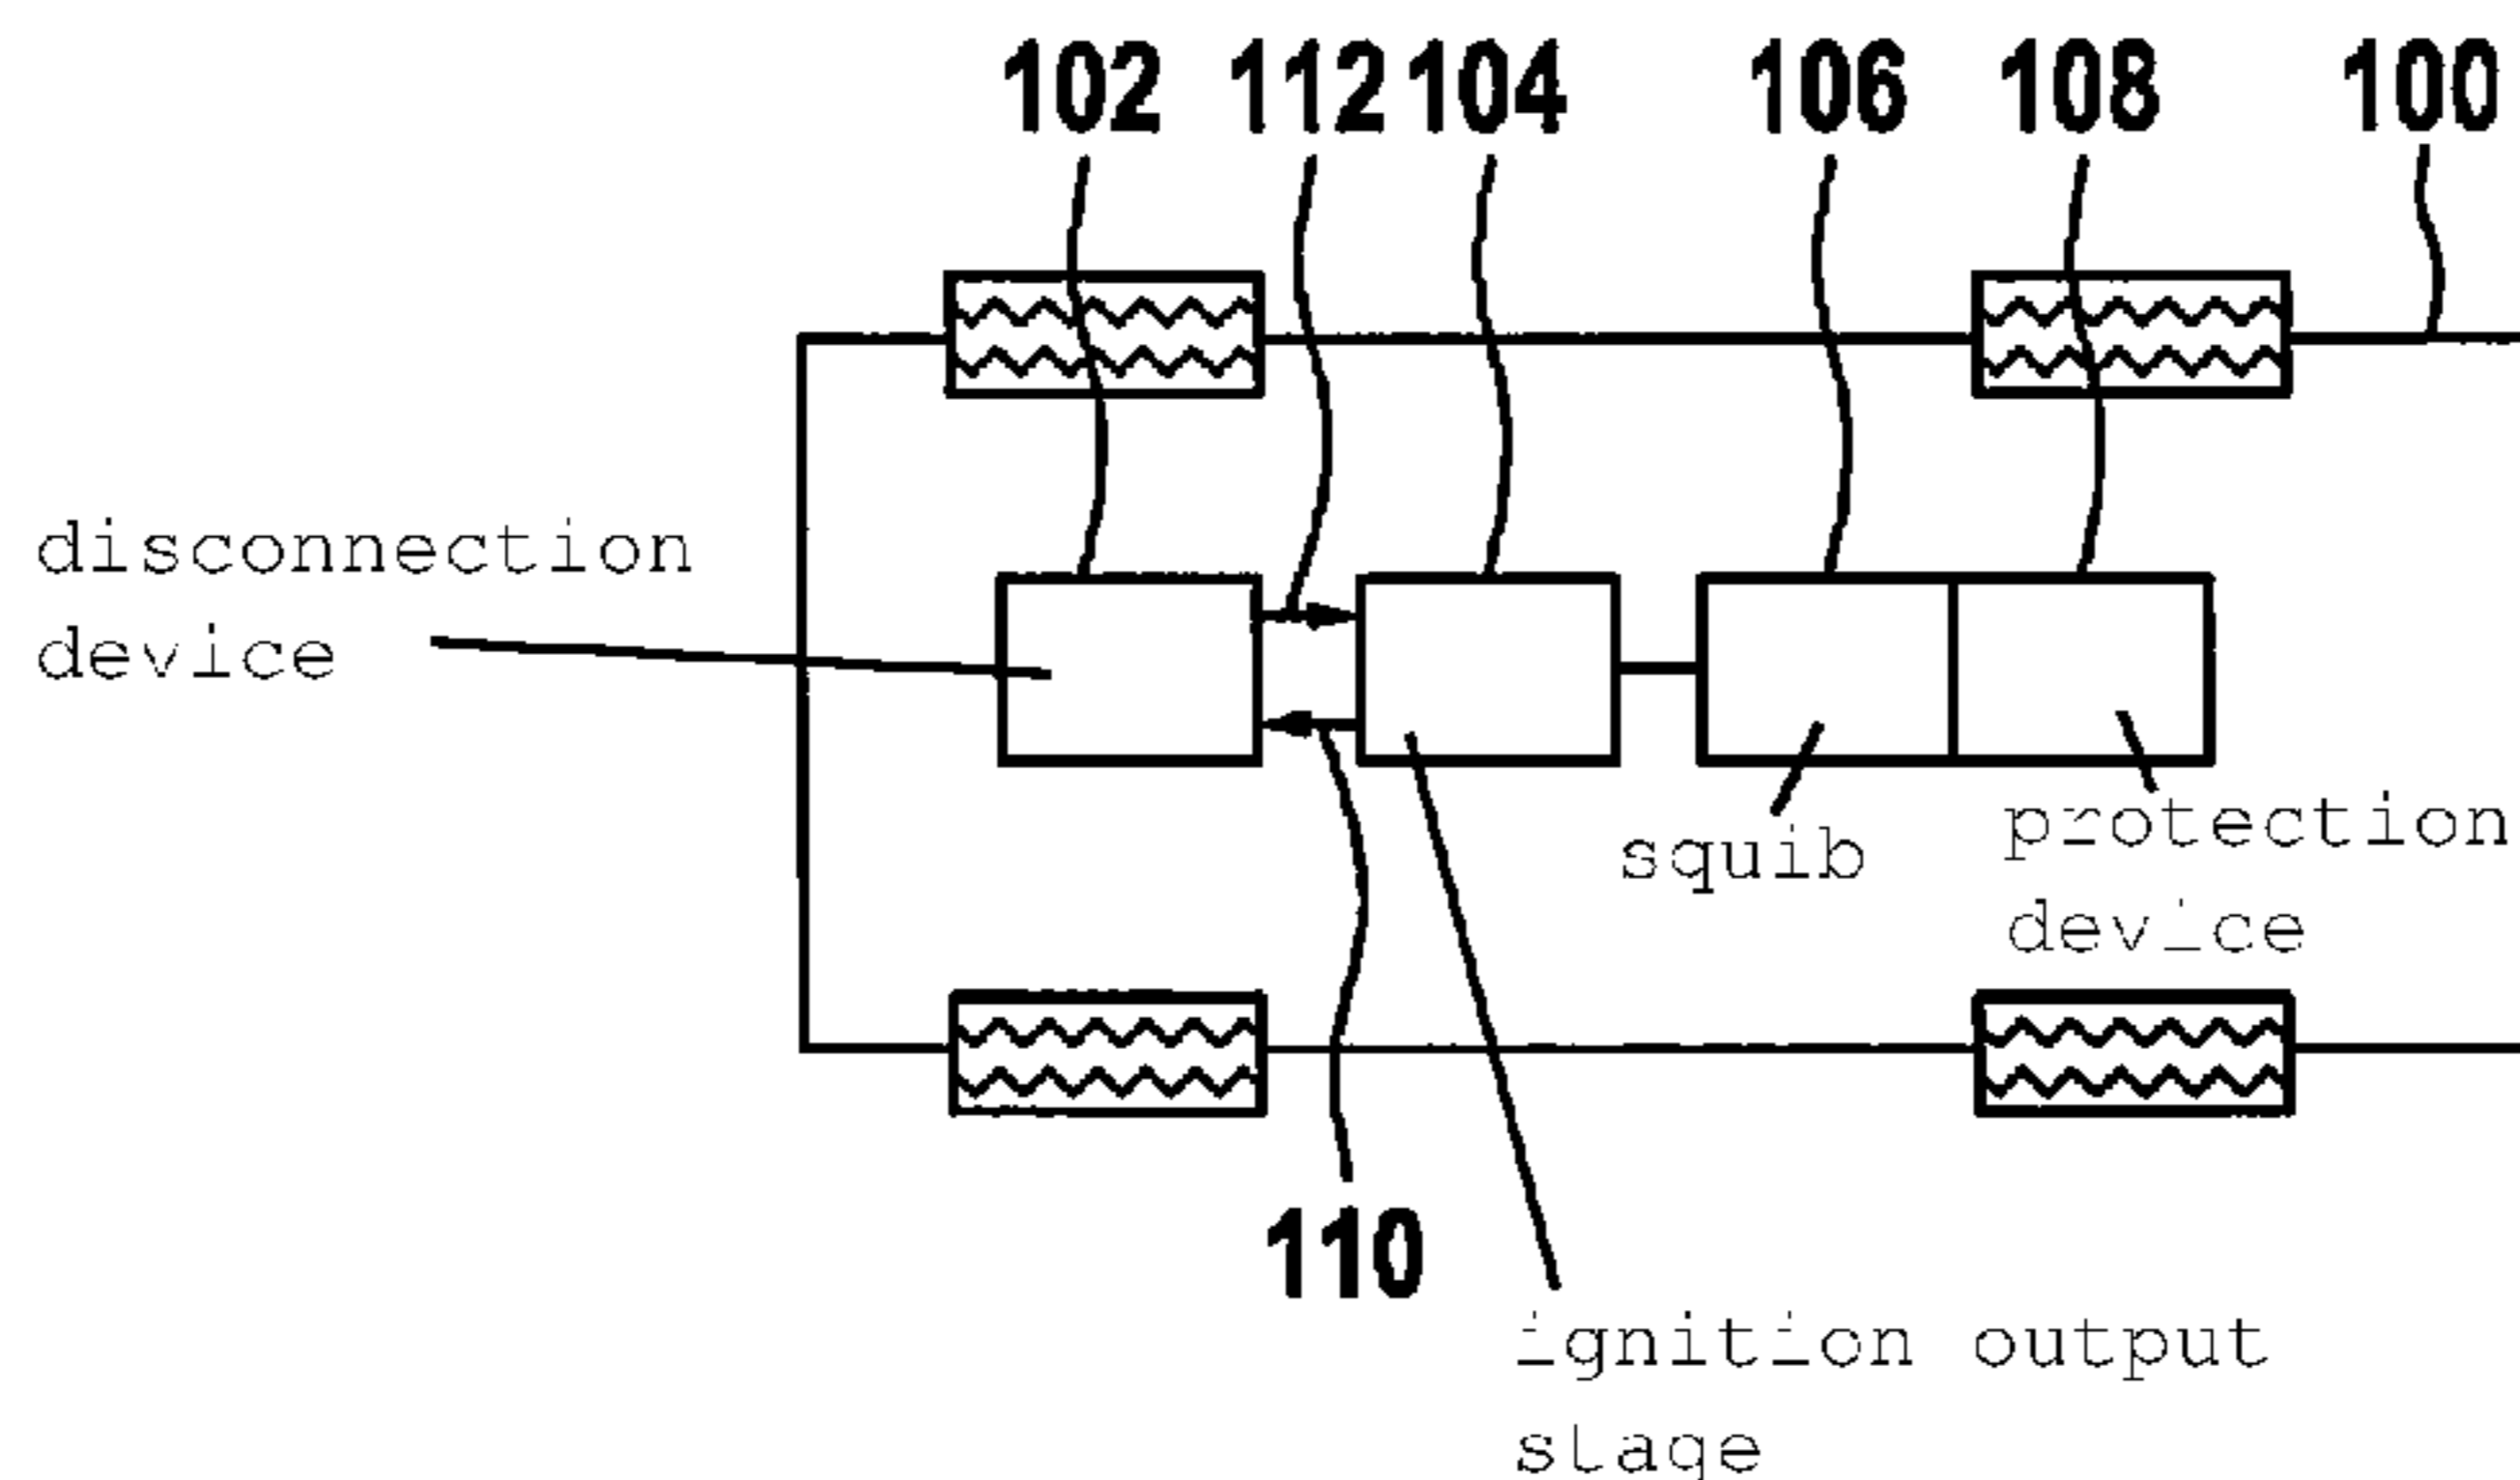 102 112 104 106 108 100
disconnection
device
squib
protection
device
110
ignition output
stage